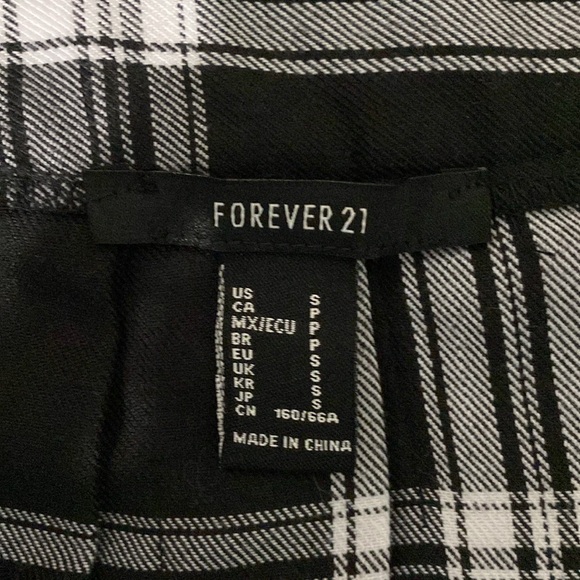 FOREVER 21
US S
CA P
MX/ECU P
BR P
EU S
UK S
KR S
JP S
CN 160/66A
MADE IN CHINA